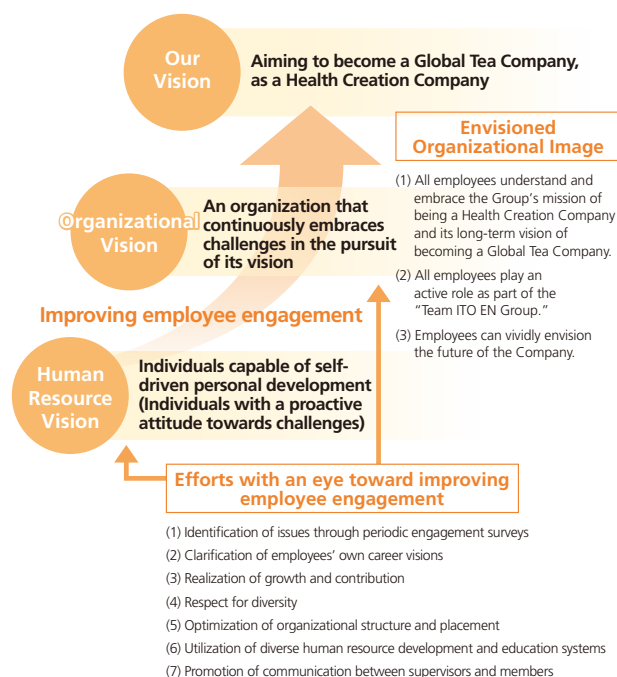 Our
Vision
Aiming to become a Global Tea Company,
as a Health Creation Company
Envisioned
Organizational Image
(1) All employees understand and
embrace the Group’s mission of
being a Health Creation Company
and its long-term vision of
becoming a Global Tea Company.
(2) All employees play an
active role as part of the
“Team ITO EN Group.”
(3) Employees can vividly envision
the future of the Company.
Organizational
Vision
An organization that
continuously embraces
challenges in the pursuit
of its vision
Improving employee engagement
Human
Resource
Vision
Individuals capable of self-
driven personal development
(Individuals with a proactive
attitude towards challenges)
Efforts with an eye toward improving
employee engagement
(1) Identification of issues through periodic engagement surveys
(2) Clarification of employees’ own career visions
(3) Realization of growth and contribution
(4) Respect for diversity
(5) Optimization of organizational structure and placement
(6) Utilization of diverse human resource development and education systems
(7) Promotion of communication between supervisors and members